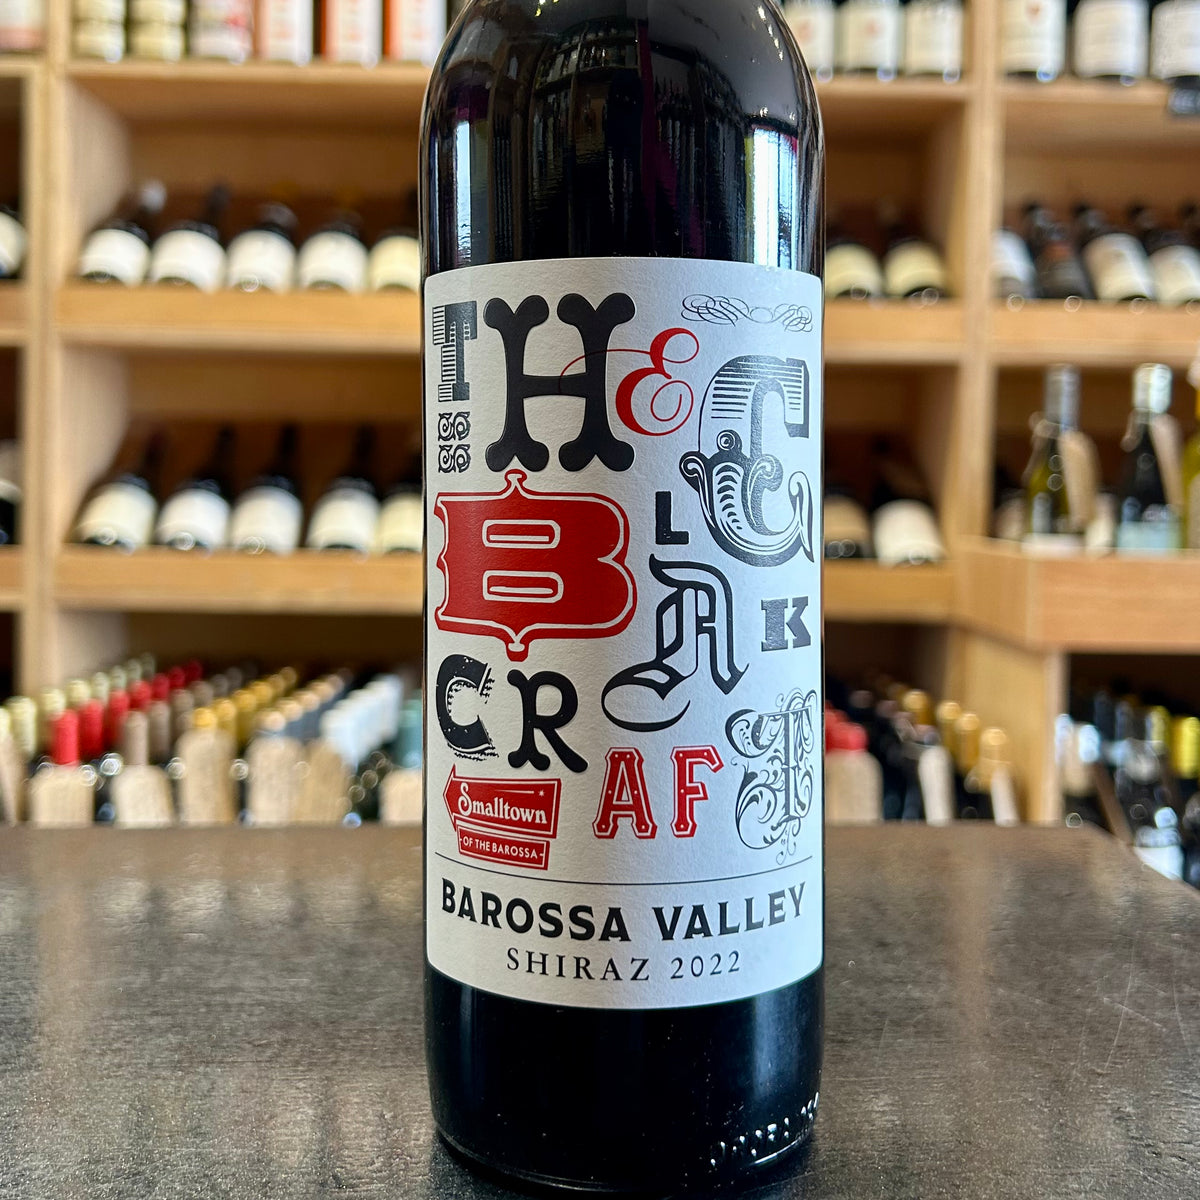 THE
BLACK
CRAFT
Smalltown
-OF THE BAROSSA-
BAROSSA VALLEY
SHIRAZ 2022